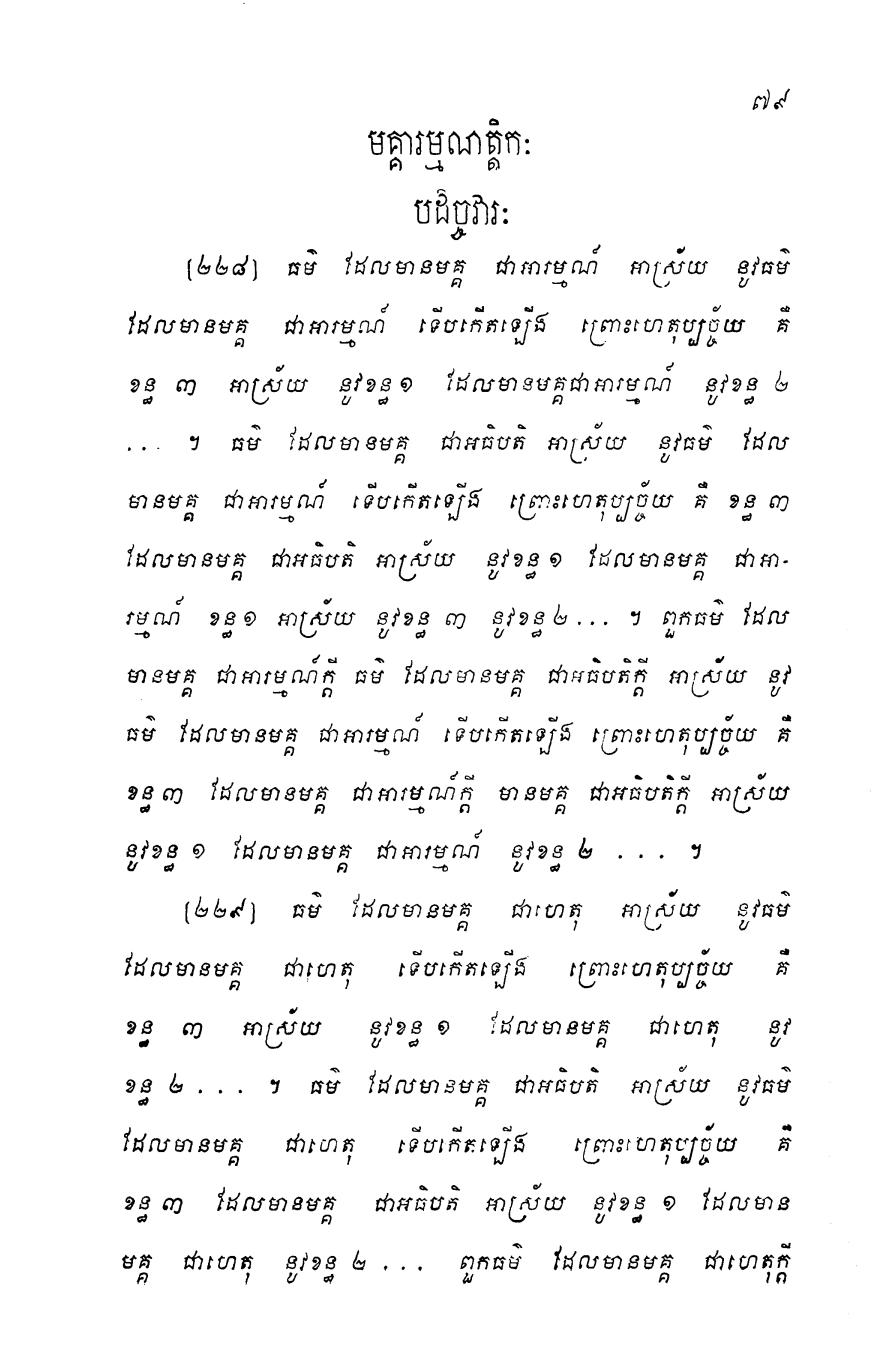 ៧៩
មគ្គារម្មណត្តិកៈ
បដិច្ចវារៈ
[២២៨] ធម៌ ដែលមានមគ្គ ជាអារម្មណ៍ អាស្រ័យ នូវធម៌
ដែលមានមគ្គ ជាអារម្មណ៍ ទើបកើតឡើង ព្រោះហេតុប្បច្ច័យ គឺ
ខន្ធ ៣ អាស្រ័យ នូវខន្ធ ១ ដែលមានមគ្គជាអារម្មណ៍ នូវខន្ធ ២
... ។ ធម៌ ដែលមានមគ្គ ជាអធិបតិ អាស្រ័យ នូវធម៌ ដែល
មានមគ្គ ជាអារម្មណ៍ ទើបកើតឡើង ព្រោះហេតុប្បច្ច័យ គឺ ខន្ធ ៣
ដែលមានមគ្គ ជាអធិបតិ អាស្រ័យ នូវខន្ធ ១ ដែលមានមគ្គ ជាអា-
រម្មណ៍ ខន្ធ ១ អាស្រ័យ នូវខន្ធ ៣ នូវខន្ធ ២ ... ។ ពួកធម៌ ដែល
មានមគ្គ ជាអារម្មណ៍ក្តី ធម៌ ដែលមានមគ្គ ជាអធិបតិក្តី អាស្រ័យ នូវ
ធម៌ ដែលមានមគ្គ ជាអារម្មណ៍ ទើបកើតឡើង ព្រោះហេតុប្បច្ច័យ គឺ
ខន្ធ ៣ ដែលមានមគ្គ ជាអារម្មណ៍ក្តី មានមគ្គ ជាអធិបតិក្តី អាស្រ័យ
នូវខន្ធ ១ ដែលមានមគ្គ ជាអារម្មណ៍ នូវខន្ធ ២ ... ។
[២២៩] ធម៌ ដែលមានមគ្គ ជាហេតុ អាស្រ័យ នូវធម៌
ដែលមានមគ្គ ជាហេតុ ទើបកើតឡើង ព្រោះហេតុប្បច្ច័យ គឺ
ខន្ធ ៣ អាស្រ័យ នូវខន្ធ ១ ដែលមានមគ្គ ជាហេតុ នូវ
ខន្ធ ២ ... ។ ធម៌ ដែលមានមគ្គ ជាអធិបតិ អាស្រ័យ នូវធម៌
ដែលមានមគ្គ ជាហេតុ ទើបកើតឡើង ព្រោះហេតុប្បច្ច័យ គឺ
ខន្ធ ៣ ដែលមានមគ្គ ជាអធិបតិ អាស្រ័យ នូវខន្ធ ១ ដែលមាន
មគ្គ ជាហេតុ នូវខន្ធ ២ ... ពួកធម៌ ដែលមានមគ្គ ជាហេតុក្តី